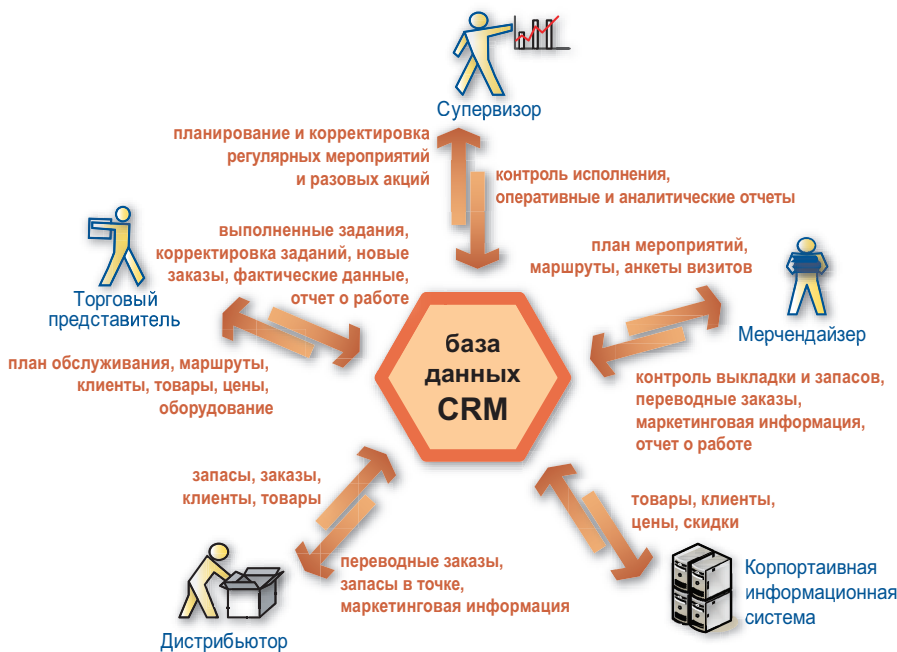 Супервизор
планирование и корректировка
регулярных мероприятий
и разовых акций
контроль исполнения,
оперативные и аналитические отчеты
выполненные задания,
корректировка заданий, новые
заказы, фактические данные,
отчет о работе
Торговый
представитель
план обслуживания, маршруты,
клиенты, товары, цены,
оборудование
план мероприятий,
маршруты, анкеты визитов
Мерчендайзер
контроль выкладки и запасов,
переводные заказы,
маркетинговая информация,
отчет о работе
база
данных
CRM
запасы, заказы,
клиенты, товары
переводные заказы,
запасы в точке,
маркетинговая информация
Дистрибьютор
товары, клиенты,
цены, скидки
Корпортаивная
информационная
система